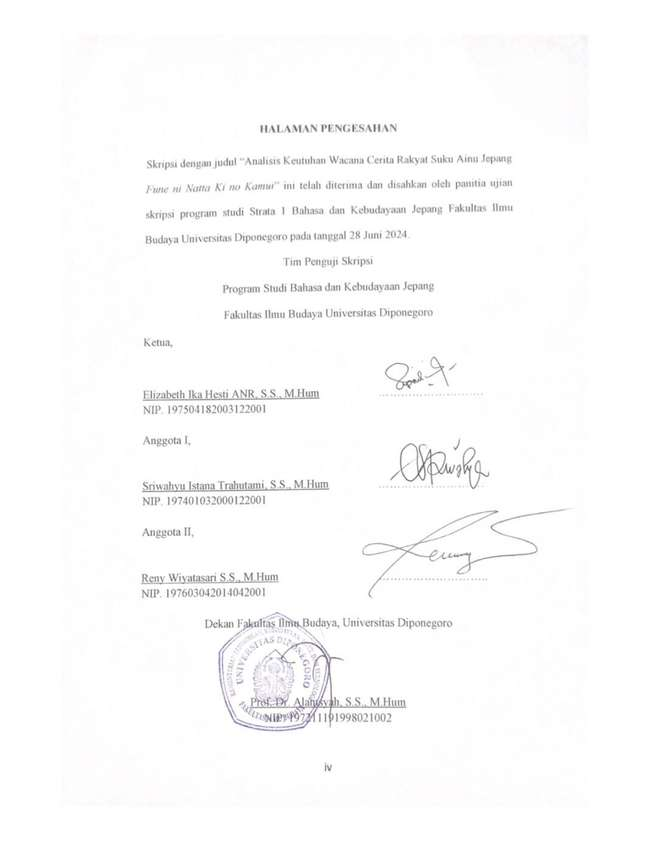 HALAMAN PENGESAHAN
Skripsi dengan judul “Analisis Keutuhan Wacana Cerita Rakyat Suku Ainu Jepang
Fune ni Natta Ki no Kamui” ini telah diterima dan disahkan oleh panitia ujian
skripsi program studi Strata 1 Bahasa dan Kebudayaan Jepang Fakultas Ilmu
Budaya Universitas Diponegoro pada tanggal 28 Juni 2024.
Tim Penguji Skripsi
Program Studi Bahasa dan Kebudayaan Jepang
Fakultas Ilmu Budaya Universitas Diponegoro
Ketua,
Elizabeth Ika Hesti ANR, S.S., M.Hum
NIP. 197504182003122001
Anggota I,
Sriwahyu Istana Trahutami, S.S., M.Hum
NIP. 197401032000122001
Anggota II,
Reny Wiyatasari S.S., M.Hum
NIP. 197603042014042001
Dekan Fakultas Ilmu Budaya, Universitas Diponegoro
UNIVERSITAS DIPONEGORO
Prof. Dr. Alamsyah, S.S., M.Hum
NIP. 197211191998021002
iv